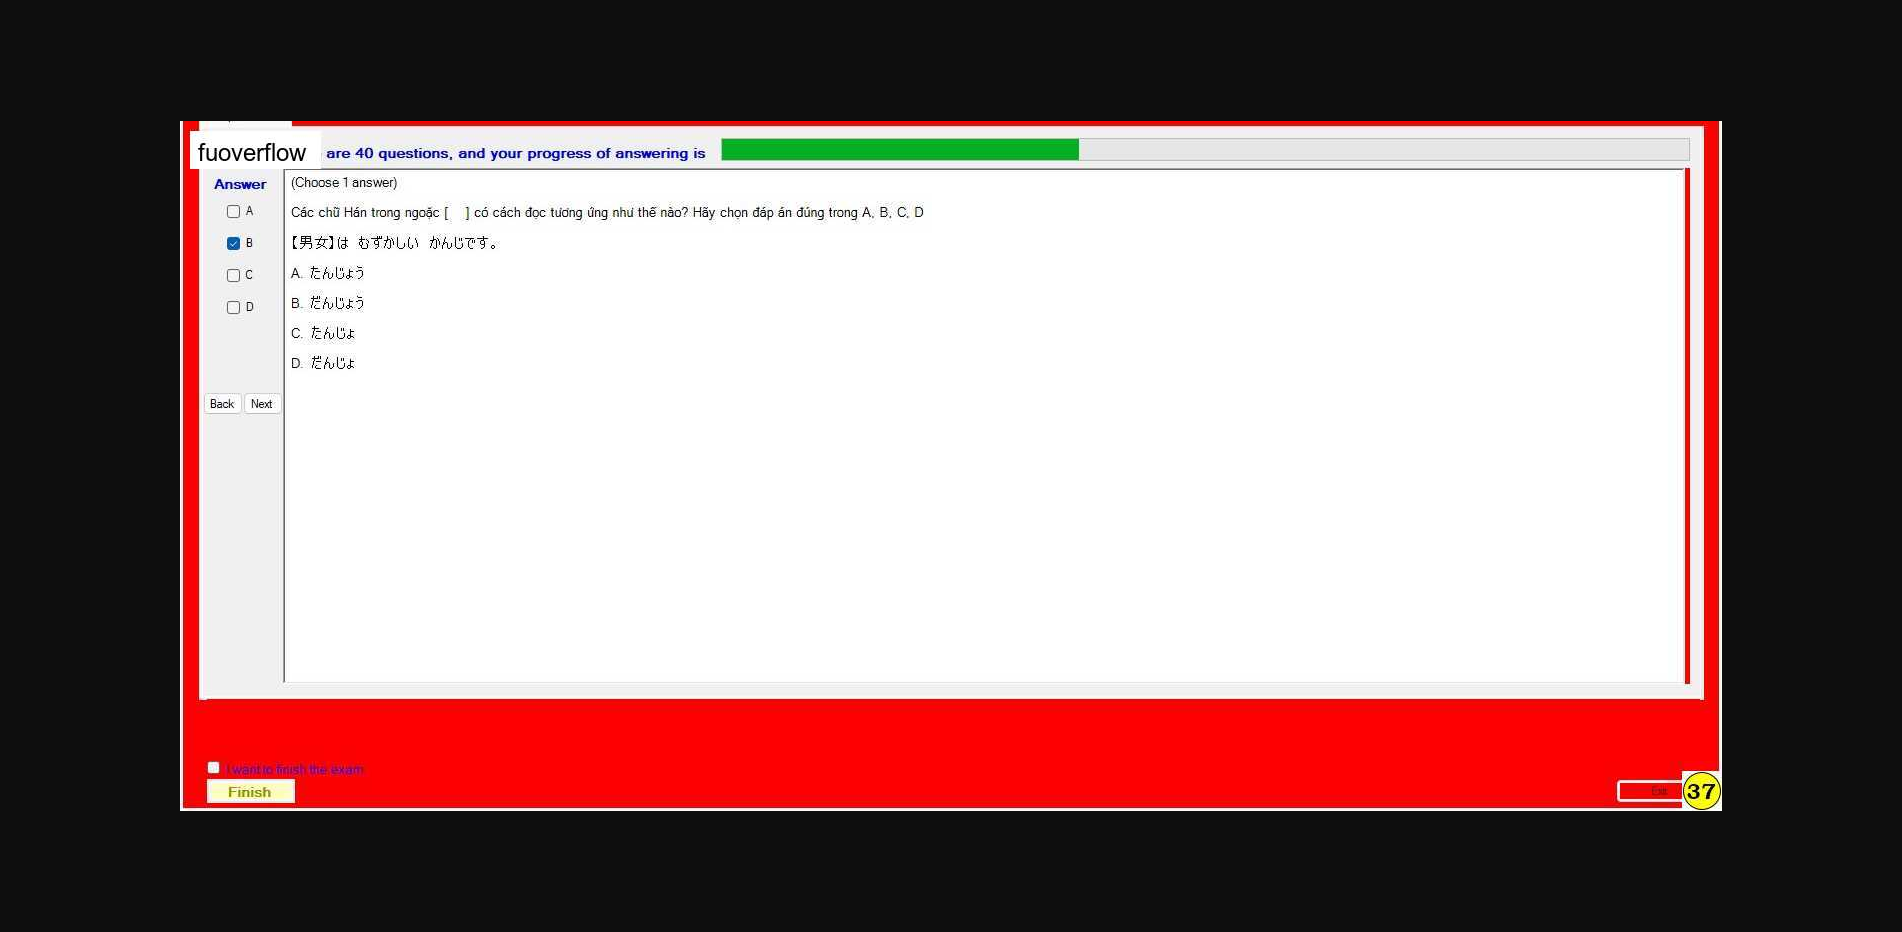 fuoverflow are 40 questions, and your progress of answering is
Answer
A
B
C
D
Back Next
(Choose 1 answer)
Các chữ Hán trong ngoặc [ ] có cách đọc tương ứng như thế nào? Hãy chọn đáp án đúng trong A, B, C, D
【男女】は むずかしい かんじです。
A. たんじょう
B. だんじょう
C. たんじょ
D. だんじょ
I want to finish the exam
Finish
Exit
37